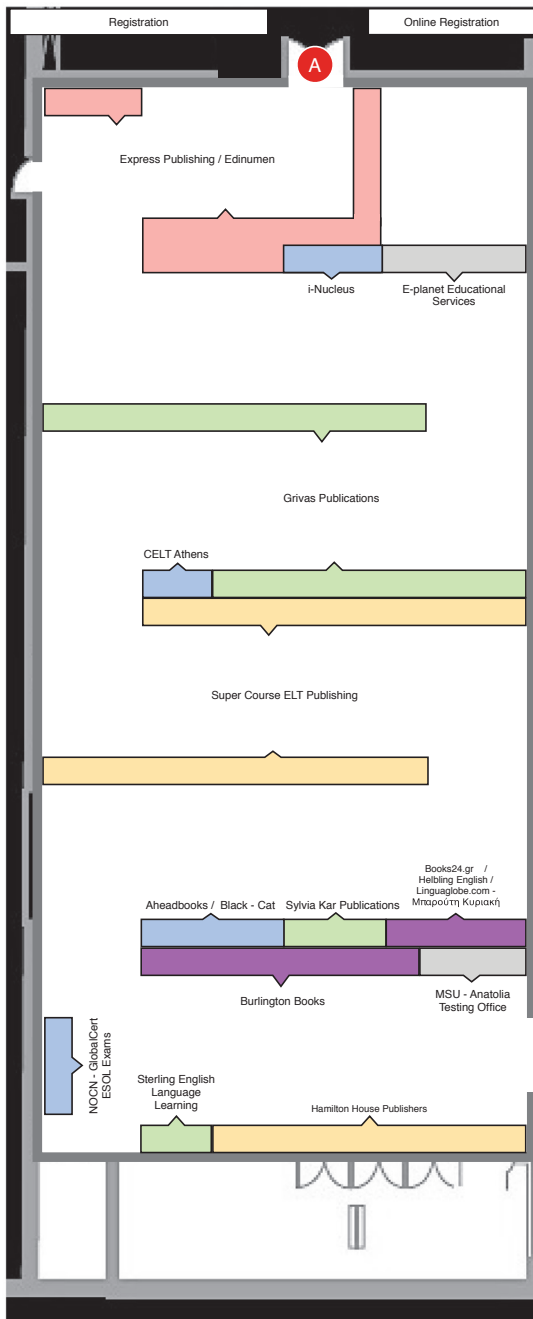 Registration
Online Registration
A
Express Publishing / Edinumen
i-Nucleus
E-planet Educational
Services
Grivas Publications
CELT Athens
Super Course ELT Publishing
Books24.gr /
Helbling English /
Linguaglobe.com -
Μπαρούτη Κυριακή
Aheadbooks / Black - Cat
Sylvia Kar Publications
Burlington Books
MSU - Anatolia
Testing Office
NOCN - GlobalCert
ESOL Exams
Sterling English
Language
Learning
Hamilton House Publishers